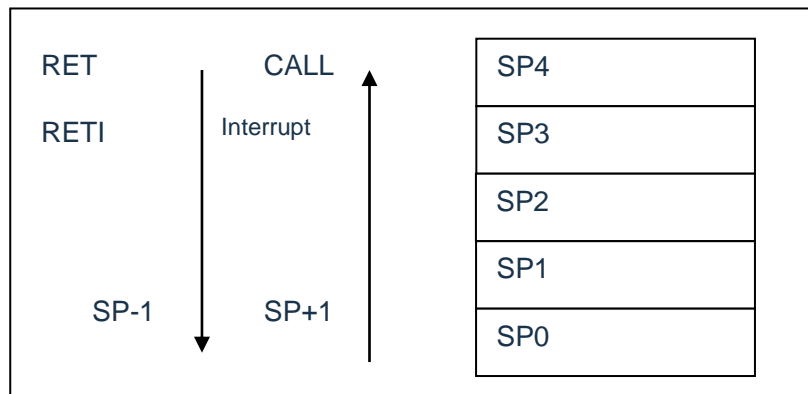 RET CALL SP4
RETI Interrupt SP3
SP2
SP1
SP-1 SP+1
SP0